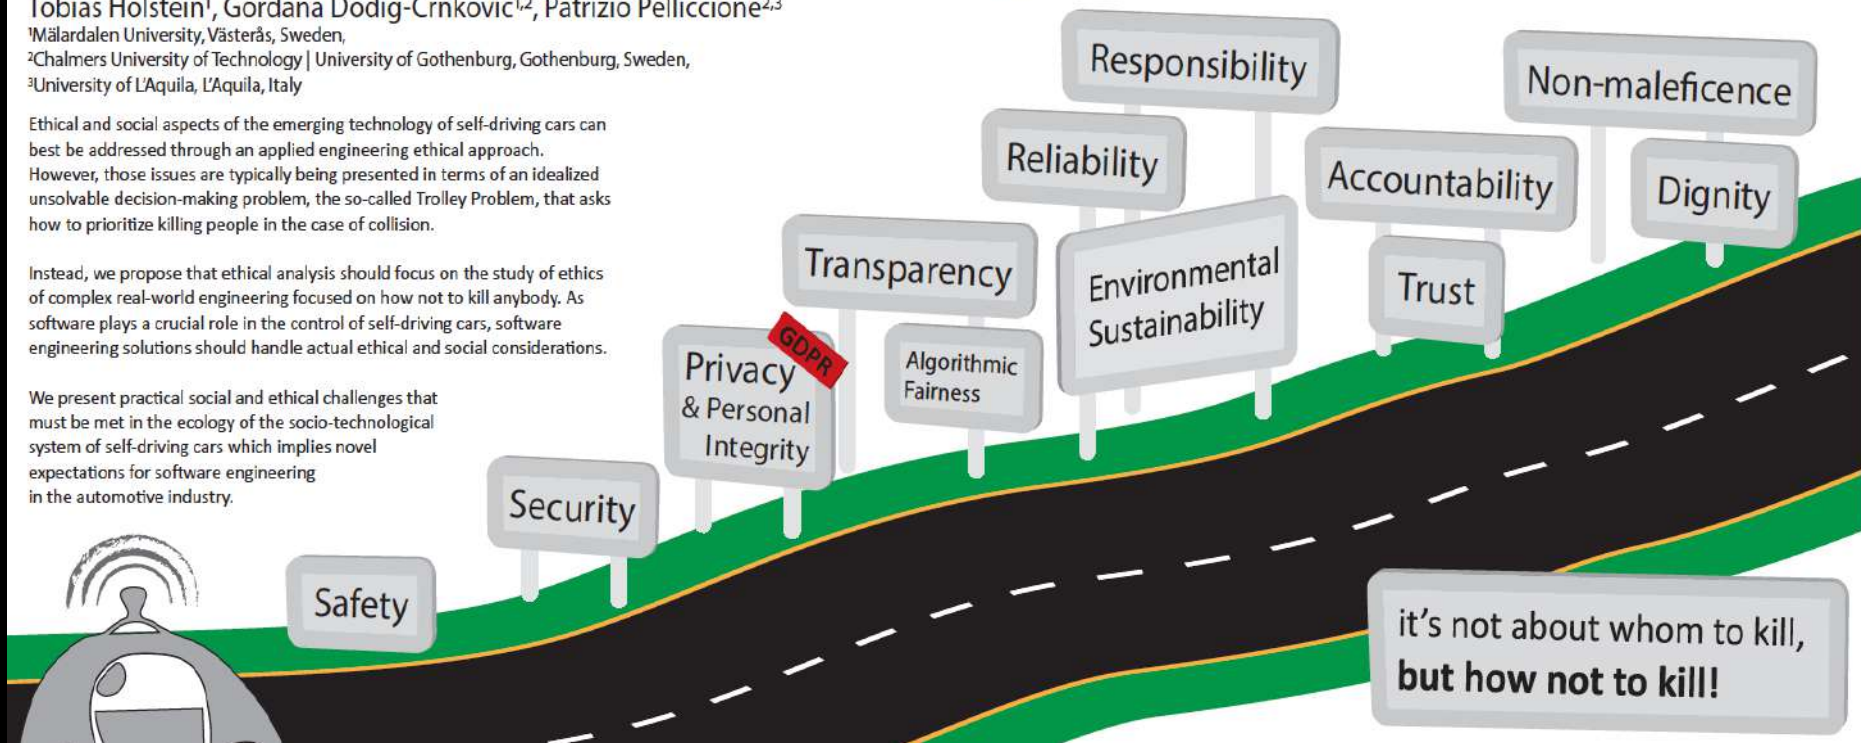 Tobias Holstein¹, Gordana Dodig-Crnkovic¹,², Patrizio Pelliccione²,³
¹Mälardalen University, Västerås, Sweden,
²Chalmers University of Technology | University of Gothenburg, Gothenburg, Sweden,
³University of L'Aquila, L'Aquila, Italy
Ethical and social aspects of the emerging technology of self-driving cars can
best be addressed through an applied engineering ethical approach.
However, those issues are typically being presented in terms of an idealized
unsolvable decision-making problem, the so-called Trolley Problem, that asks
how to prioritize killing people in the case of collision.
Instead, we propose that ethical analysis should focus on the study of ethics
of complex real-world engineering focused on how not to kill anybody. As
software plays a crucial role in the control of self-driving cars, software
engineering solutions should handle actual ethical and social considerations.
We present practical social and ethical challenges that
must be met in the ecology of the socio-technological
system of self-driving cars which implies novel
expectations for software engineering
in the automotive industry.
Safety
Security
Privacy
& Personal
Integrity
GDPR
Transparency
Algorithmic
Fairness
Reliability
Responsibility
Environmental
Sustainability
Accountability
Trust
Non-maleficence
Dignity
it's not about whom to kill,
but how not to kill!